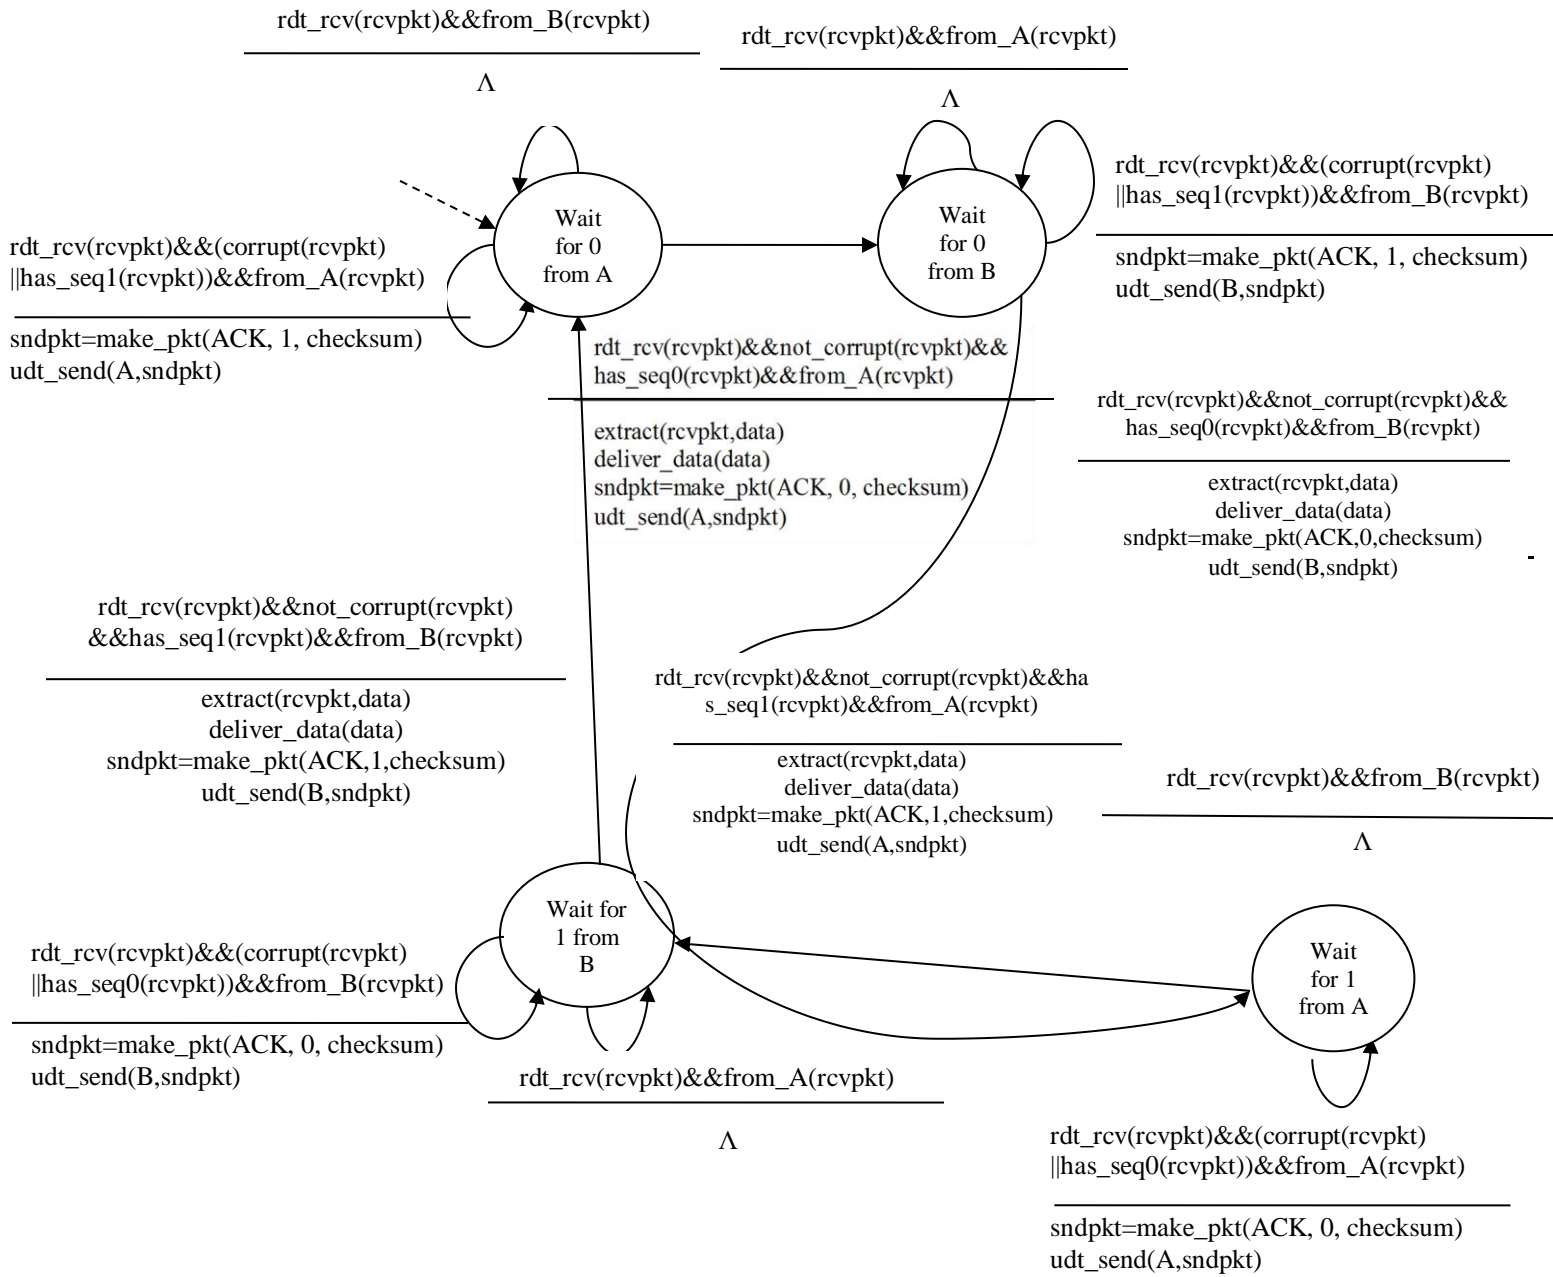 rdt_rcv(rcvpkt)&&from_B(rcvpkt)
Λ
rdt_rcv(rcvpkt)&&from_A(rcvpkt)
Λ
rdt_rcv(rcvpkt)&&(corrupt(rcvpkt)
||has_seq1(rcvpkt))&&from_A(rcvpkt)
sndpkt=make_pkt(ACK, 1, checksum)
udt_send(A,sndpkt)
Wait
for 0
from A
Wait
for 0
from B
rdt_rcv(rcvpkt)&&(corrupt(rcvpkt)
||has_seq1(rcvpkt))&&from_B(rcvpkt)
sndpkt=make_pkt(ACK, 1, checksum)
udt_send(B,sndpkt)
rdt_rcv(rcvpkt)&&not_corrupt(rcvpkt)&&
has_seq0(rcvpkt)&&from_A(rcvpkt)
extract(rcvpkt,data)
deliver_data(data)
sndpkt=make_pkt(ACK, 0, checksum)
udt_send(A,sndpkt)
rdt_rcv(rcvpkt)&&not_corrupt(rcvpkt)&&
has_seq0(rcvpkt)&&from_B(rcvpkt)
extract(rcvpkt,data)
deliver_data(data)
sndpkt=make_pkt(ACK,0,checksum)
udt_send(B,sndpkt)
rdt_rcv(rcvpkt)&&not_corrupt(rcvpkt)
&&has_seq1(rcvpkt)&&from_B(rcvpkt)
extract(rcvpkt,data)
deliver_data(data)
sndpkt=make_pkt(ACK,1,checksum)
udt_send(B,sndpkt)
rdt_rcv(rcvpkt)&&not_corrupt(rcvpkt)&&ha
s_seq1(rcvpkt)&&from_A(rcvpkt)
extract(rcvpkt,data)
deliver_data(data)
sndpkt=make_pkt(ACK,1,checksum)
udt_send(A,sndpkt)
rdt_rcv(rcvpkt)&&from_B(rcvpkt)
Λ
Wait for
1 from
B
Wait
for 1
from A
rdt_rcv(rcvpkt)&&(corrupt(rcvpkt)
||has_seq0(rcvpkt))&&from_B(rcvpkt)
sndpkt=make_pkt(ACK, 0, checksum)
udt_send(B,sndpkt)
rdt_rcv(rcvpkt)&&from_A(rcvpkt)
Λ
rdt_rcv(rcvpkt)&&(corrupt(rcvpkt)
||has_seq0(rcvpkt))&&from_A(rcvpkt)
sndpkt=make_pkt(ACK, 0, checksum)
udt_send(A,sndpkt)